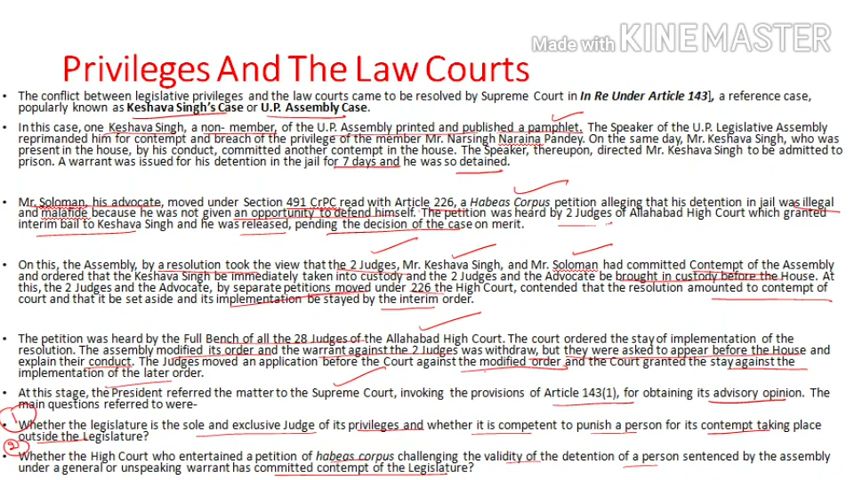 Made with KINEMASTER
Privileges And The Law Courts
• The conflict between legislative privileges and the law courts came to be resolved by Supreme Court in In Re Under Article 143], a reference case,
popularly known as Keshava Singh's Case or U.P. Assembly Case.
• In this case, one Keshava Singh, a non- member, of the U.P. Assembly printed and published a pamphlet. The Speaker of the U.P. Legislative Assembly
reprimanded him for contempt and breach of the privilege of the member Mr. Narsingh Naraina Pandey. On the same day, Mr. Keshava Singh, who was
present in the house, by his conduct, committed another contempt in the house. The Speaker, thereupon, directed Mr. Keshava Singh to be admitted to
prison. A warrant was issued for his detention in the jail for 7 days and he was so detained.
• Mr. Soloman, his advocate, moved under Section 491 CrPC read with Article 226, a Habeas Corpus petition alleging that his detention in jail was illegal
and malafide because he was not given an opportunity to defend himself. The petition was heard by 2 Judges of Allahabad High Court which granted
interim bail to Keshava Singh and he was released, pending the decision of the case on merit.
• On this, the Assembly, by a resolution took the view that the 2 Judges, Mr. Keshava Singh, and Mr. Soloman had committed Contempt of the Assembly
and ordered that the Keshava Singh be immediately taken into custody and the 2 Judges and the Advocate be brought in custody before the House. At
this, the 2 Judges and the Advocate, by separate petitions moved under 226 the High Court, contended that the resolution amounted to contempt of
court and that it be set aside and its implementation be stayed by the interim order.
• The petition was heard by the Full Bench of all the 28 Judges of the Allahabad High Court. The court ordered the stay of implementation of the
resolution. The assembly modified its order and the warrant against the 2 Judges was withdraw, but they were asked to appear before the House and
explain their conduct. The Judges moved an application before the Court against the modified order and the Court granted the stay against the
implementation of the later order.
• At this stage, the President referred the matter to the Supreme Court, invoking the provisions of Article 143(1), for obtaining its advisory opinion. The
main questions referred to were-
1
• Whether the legislature is the sole and exclusive Judge of its privileges and whether it is competent to punish a person for its contempt taking place
outside the Legislature?
2
• Whether the High Court who entertained a petition of habeas corpus challenging the validity of the detention of a person sentenced by the assembly
under a general or unspeaking warrant has committed contempt of the Legislature?